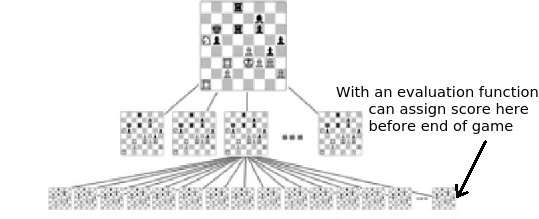 With an evaluation function
can assign score here
before end of game